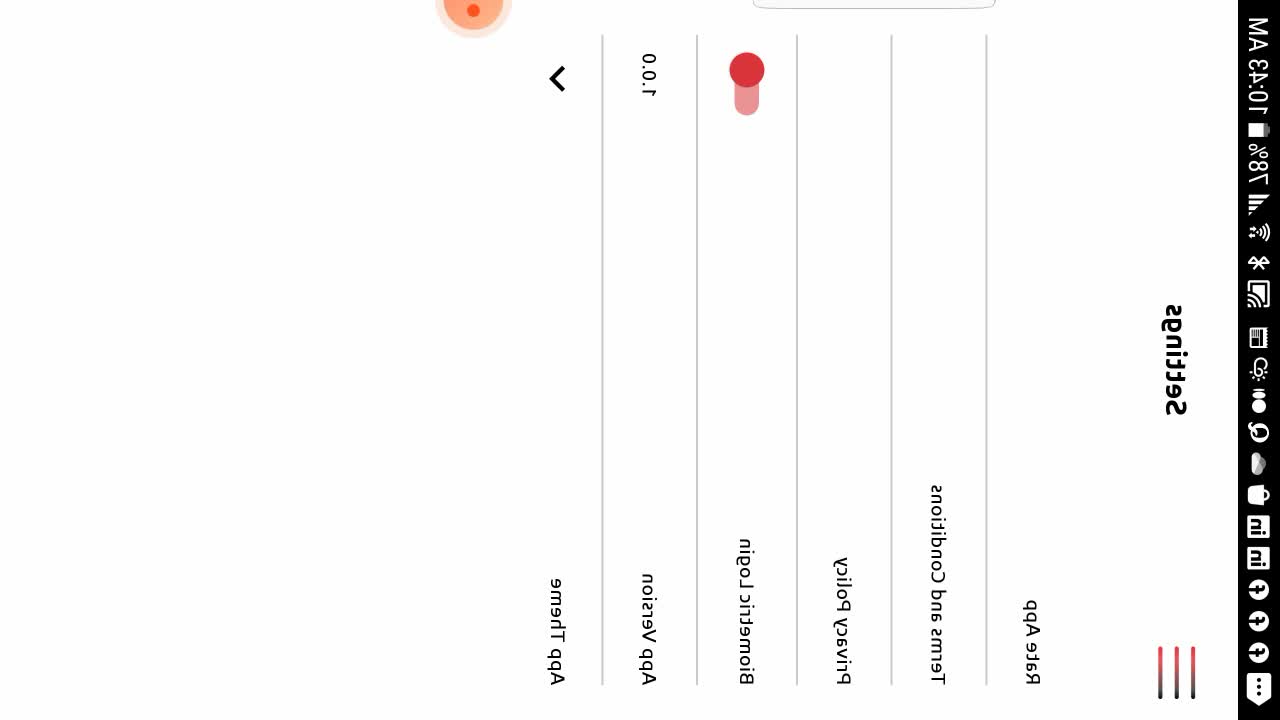 10:43 AM
78%
Settings
Rate App
Terms and Conditions
Privacy Policy
Biometric Login
App Version 1.0.0
App Theme